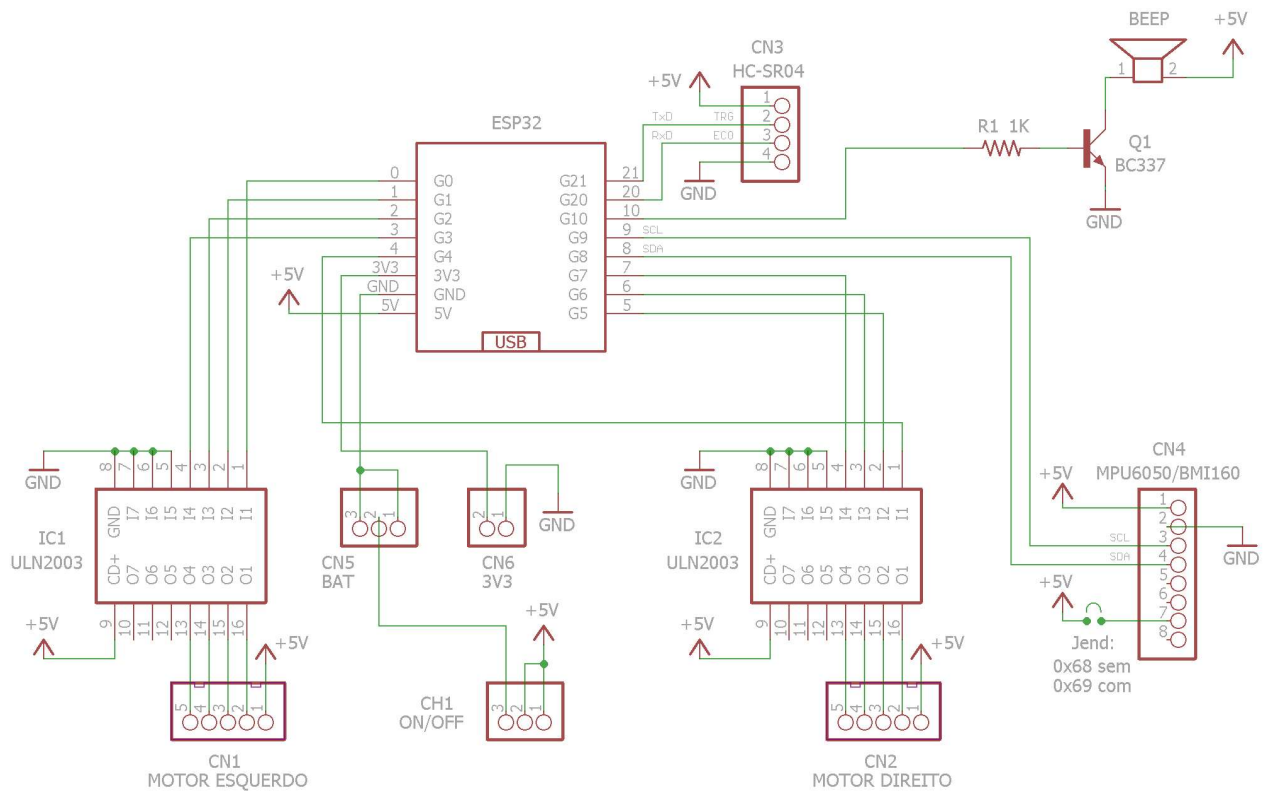 BEEP
+5V
1
2
CN3
HC-SR04
+5V
1
TxD TRG 2
RxD ECO 3
4
GND
R1 1K
Q1
BC337
GND
ESP32
0 G0 G21 21
1 G1 G20 20
2 G2 G10 10
3 G3 G9 9 SCL
4 G4 G8 8 SDA
3V3 3V3 G7 7
GND GND G6 6
5V 5V G5 5
USB
+5V
GND
8 7 6 5 4 3 2 1
GND I7 I6 I5 I4 I3 I2 I1
IC1
ULN2003
CD+ O7 O6 O5 O4 O3 O2 O1
9 10 11 12 13 14 15 16
+5V
+5V
5 4 3 2 1
CN1
MOTOR ESQUERDO
3 2 1
CN5
BAT
2 1
CN6
3V3
GND
+5V
CH1
ON/OFF
3 2 1
GND
8 7 6 5 4 3 2 1
GND I7 I6 I5 I4 I3 I2 I1
IC2
ULN2003
CD+ O7 O6 O5 O4 O3 O2 O1
9 10 11 12 13 14 15 16
+5V
+5V
5 4 3 2 1
CN2
MOTOR DIREITO
CN4
MPU6050/BMI160
+5V
1
2
SCL 3
SDA 4
5
6
7
8
GND
+5V
Jend:
0x68 sem
0x69 com